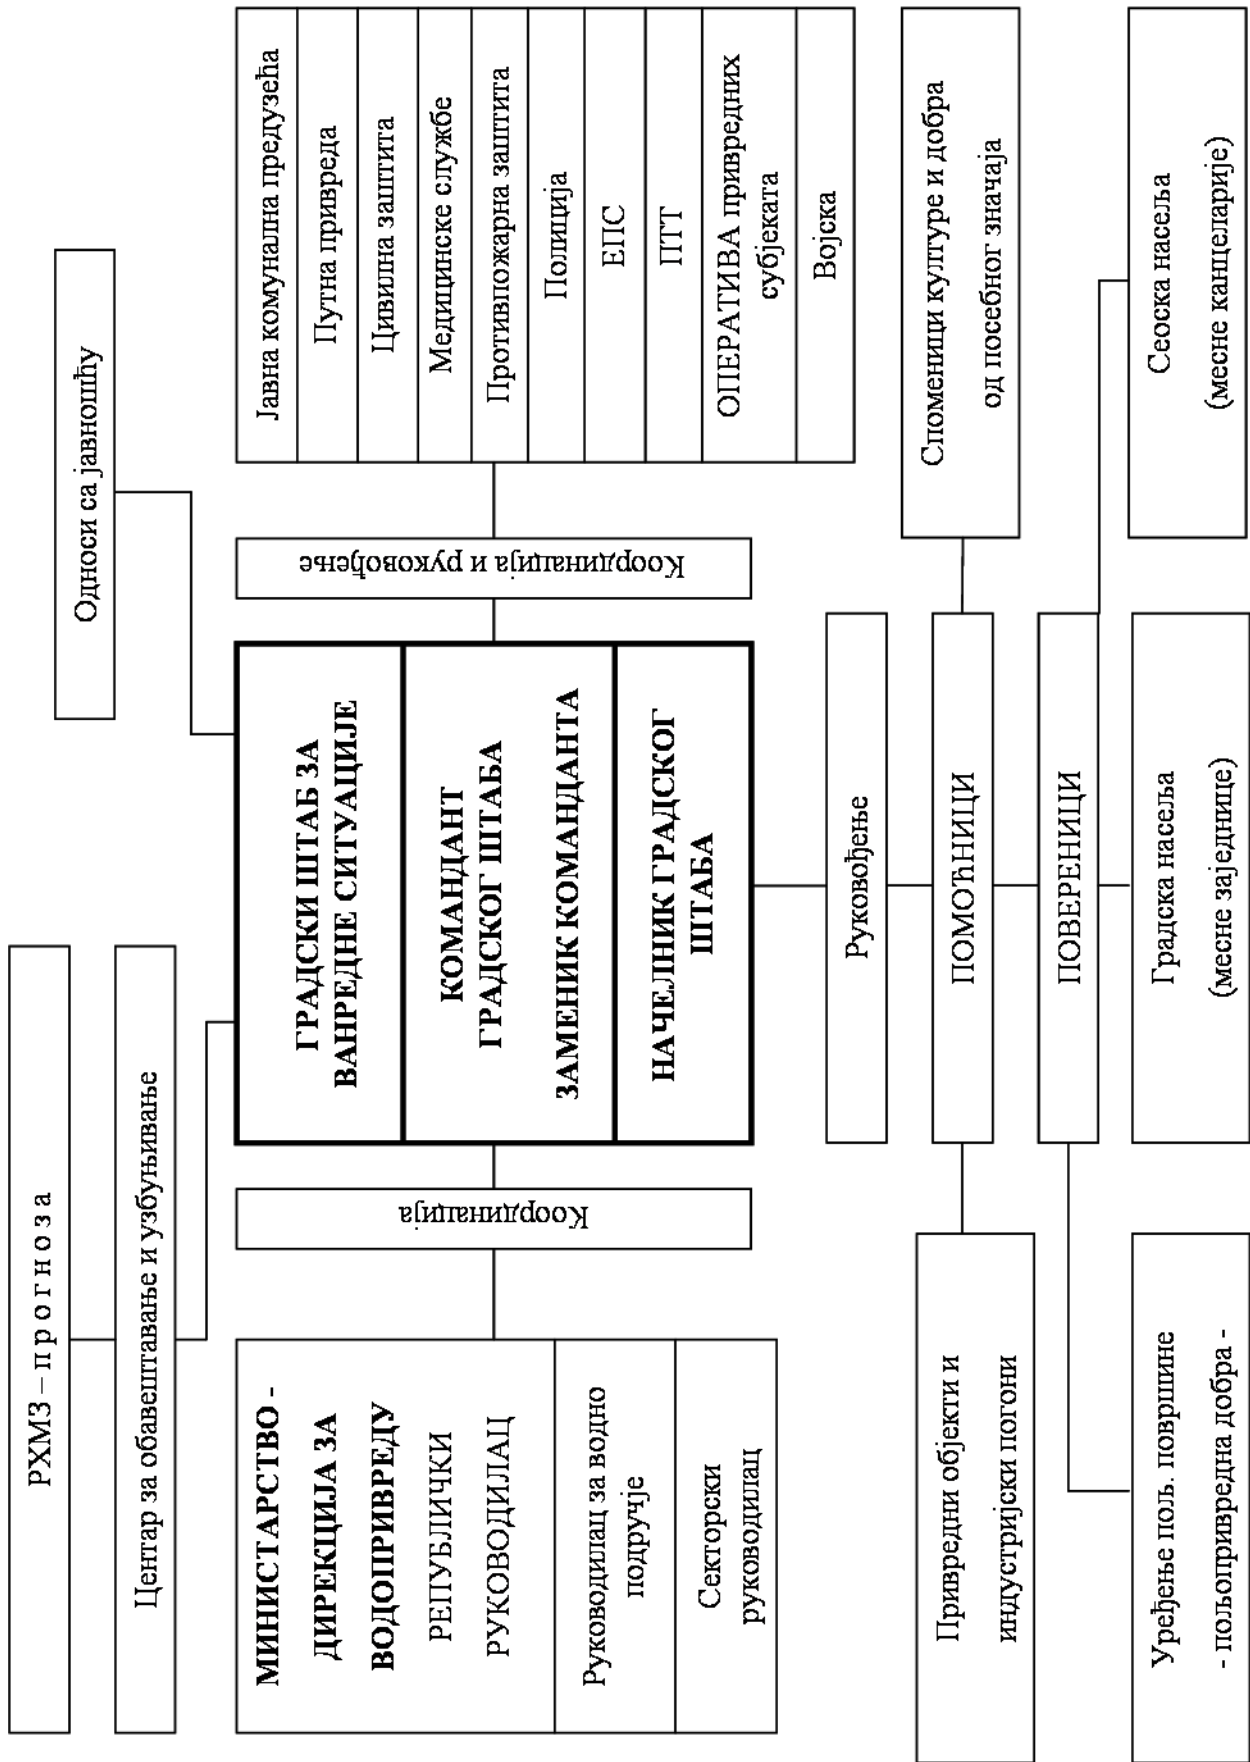 РХМЗ – п р о г н о з а
Центар за обавештавање и узбуњивање
Односи са јавношћу
МИНИСТАРСТВО -
ДИРЕКЦИЈА ЗА
ВОДОПРИВРЕДУ
РЕПУБЛИЧКИ
РУКОВОДИЛАЦ
Руководилац за водно
подручје
Секторски
руководилац
Координација
ГРАДСКИ ШТАБ ЗА
ВАНРЕДНЕ СИТУАЦИЈЕ
КОМАНДАНТ
ГРАДСКОГ ШТАБА
ЗАМЕНИК КОМАНДАНТА
НАЧЕЛНИК ГРАДСКОГ
ШТАБА
Координација и руковођење
Јавна комунална предузећа
Путна привреда
Цивилна заштита
Медицинске службе
Противпожарна заштита
Полиција
ЕПС
ПТТ
ОПЕРАТИВА привредних
субјеката
Војска
Руковођење
Привредни објекти и
индустријски погони
ПОМОЋНИЦИ
Споменици културе и добра
од посебног значаја
ПОВЕРЕНИЦИ
Уређење пољ. површине
- пољопривредна добра -
Градска насеља
(месне заједнице)
Сеоска насеља
(месне канцеларије)